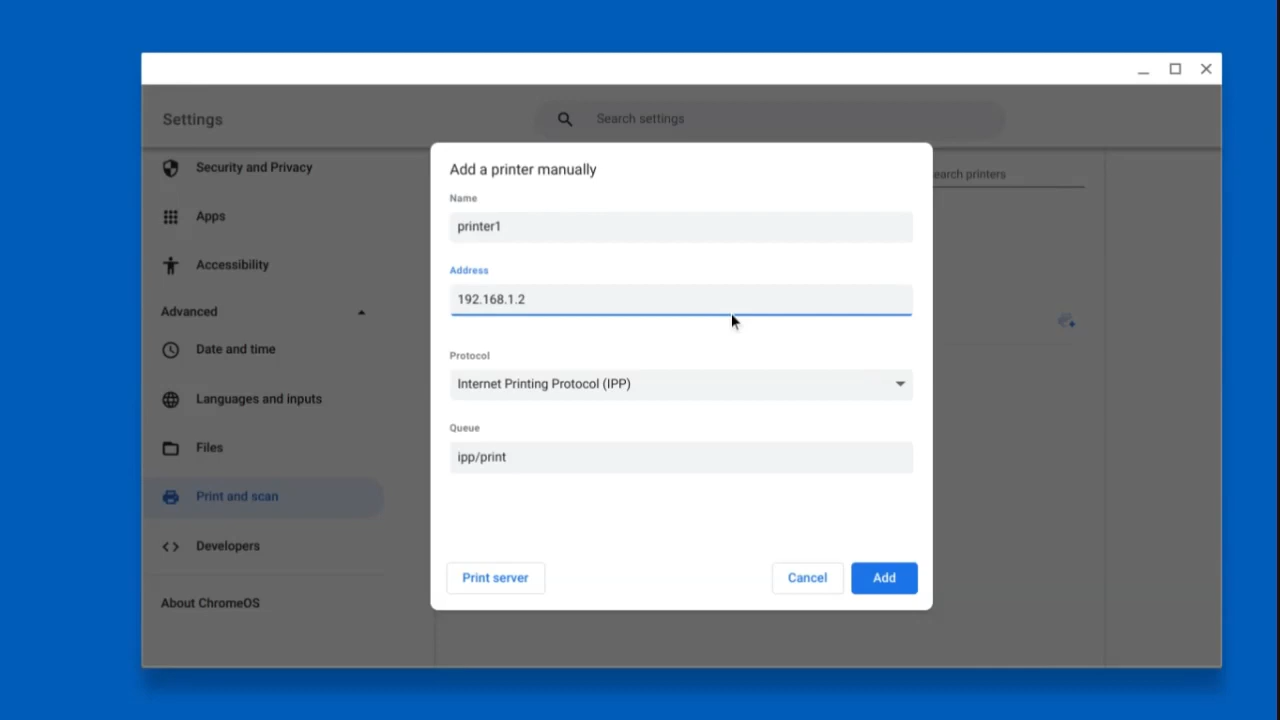 Settings
Search settings
Security and Privacy
Apps
Accessibility
Advanced
Date and time
Languages and inputs
Files
Print and scan
Developers
About ChromeOS
earch printers
Add a printer manually
Name
printer1
Address
192.168.1.2
Protocol
Internet Printing Protocol (IPP)
Queue
ipp/print
Print server
Cancel
Add